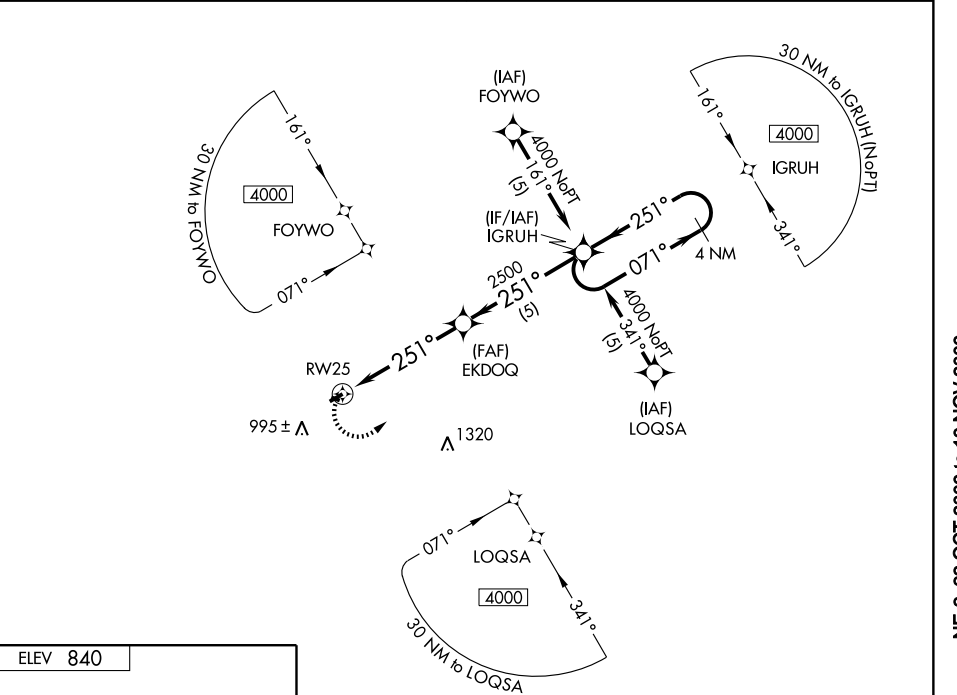 30 NM to FOYWO
161°
4000
FOYWO
071°
(IAF)
FOYWO
4000 NoPT
161°
(5)
(IF/IAF)
IGRUH
251°
071°
4 NM
30 NM to IGRUH (NoPT)
161°
4000
IGRUH
341°
2500
251°
(5)
4000 NoPT
341°
(5)
(IAF)
LOQSA
(FAF)
EKDOQ
251°
RW25
995±
1320
071°
LOQSA
4000
341°
30 NM to LOQSA
ELEV 840